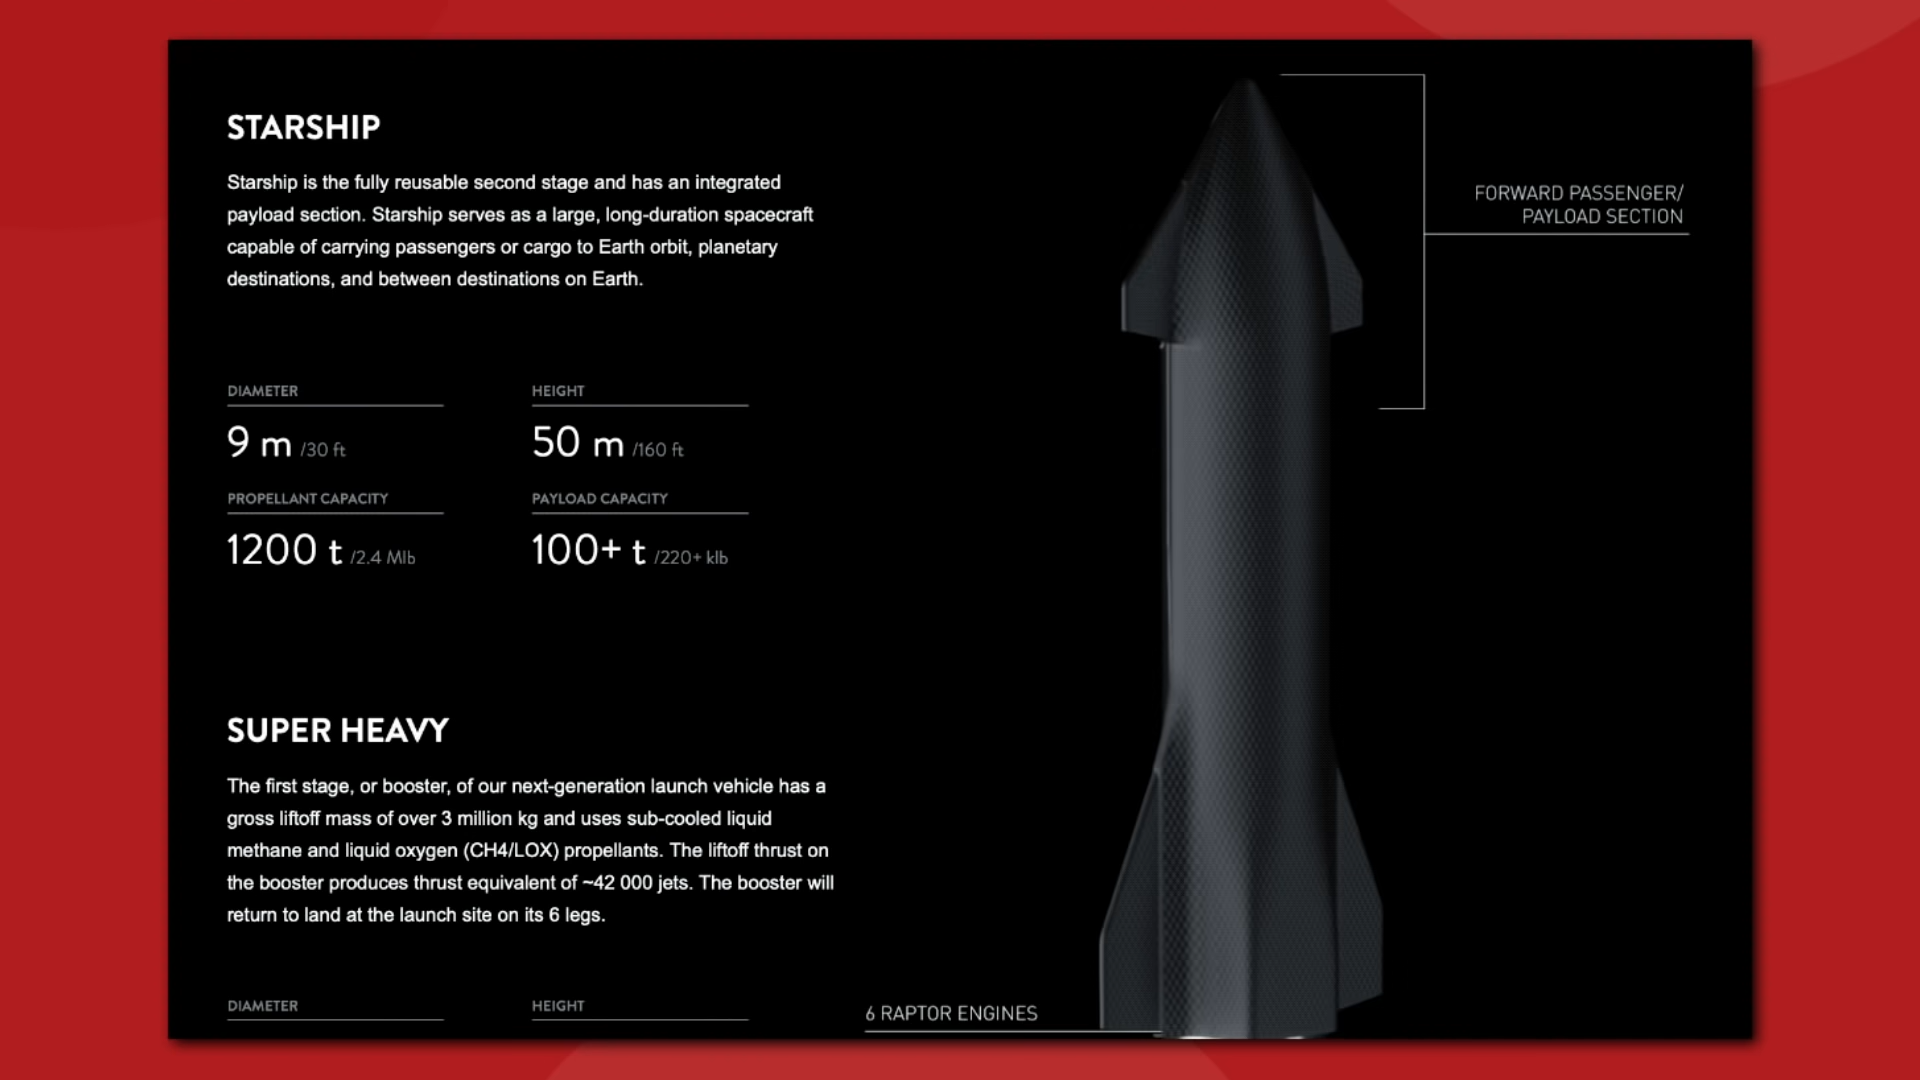 STARSHIP
Starship is the fully reusable second stage and has an integrated
payload section. Starship serves as a large, long-duration spacecraft
capable of carrying passengers or cargo to Earth orbit, planetary
destinations, and between destinations on Earth.
FORWARD PASSENGER/
PAYLOAD SECTION
DIAMETER
9 m /30 ft
HEIGHT
50 m /160 ft
PROPELLANT CAPACITY
1200 t /2.4 Mlb
PAYLOAD CAPACITY
100+ t /220+ klb
SUPER HEAVY
The first stage, or booster, of our next-generation launch vehicle has a
gross liftoff mass of over 3 million kg and uses sub-cooled liquid
methane and liquid oxygen (CH4/LOX) propellants. The liftoff thrust on
the booster produces thrust equivalent of ~42 000 jets. The booster will
return to land at the launch site on its 6 legs.
DIAMETER
HEIGHT
6 RAPTOR ENGINES